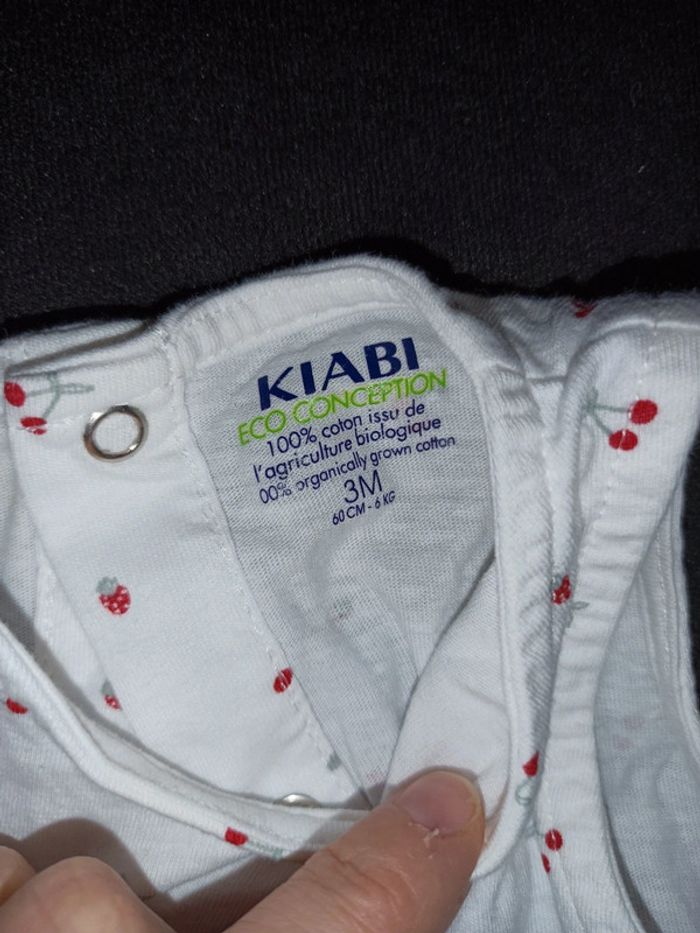 KIABI
ECO CONCEPTION
100% coton issu de
l'agriculture biologique
00% organically grown cotton
3M
60 CM - 6 KG